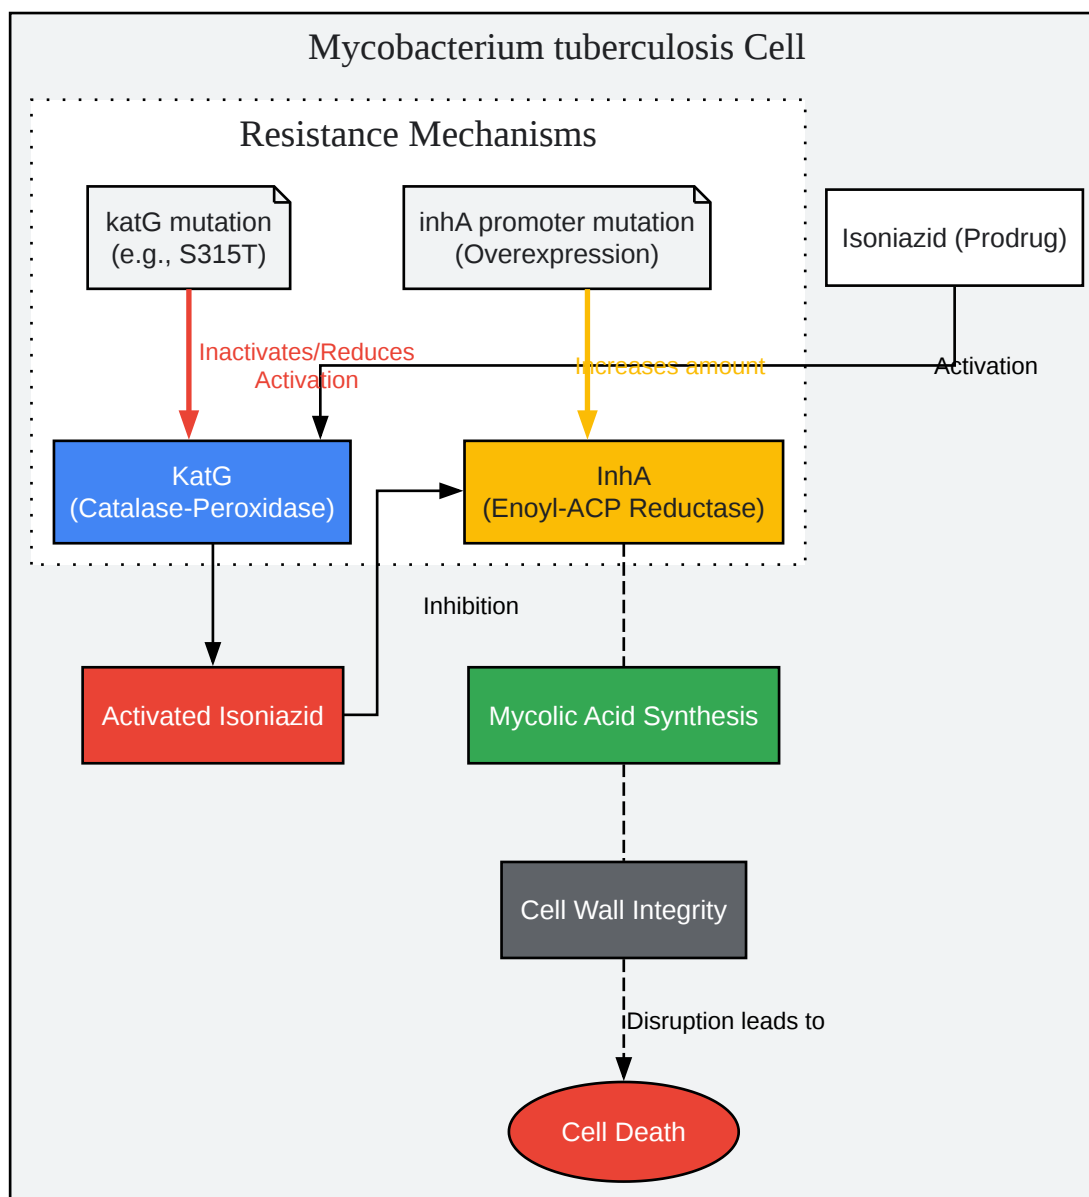 Mycobacterium tuberculosis Cell
Resistance Mechanisms
katG mutation
(e.g., S315T)
inhA promoter mutation
(Overexpression)
Isoniazid (Prodrug)
Inactivates/Reduces
Activation
Increases amount
Activation
KatG
(Catalase-Peroxidase)
InhA
(Enoyl-ACP Reductase)
Inhibition
Activated Isoniazid
Mycolic Acid Synthesis
Cell Wall Integrity
Disruption leads to
Cell Death